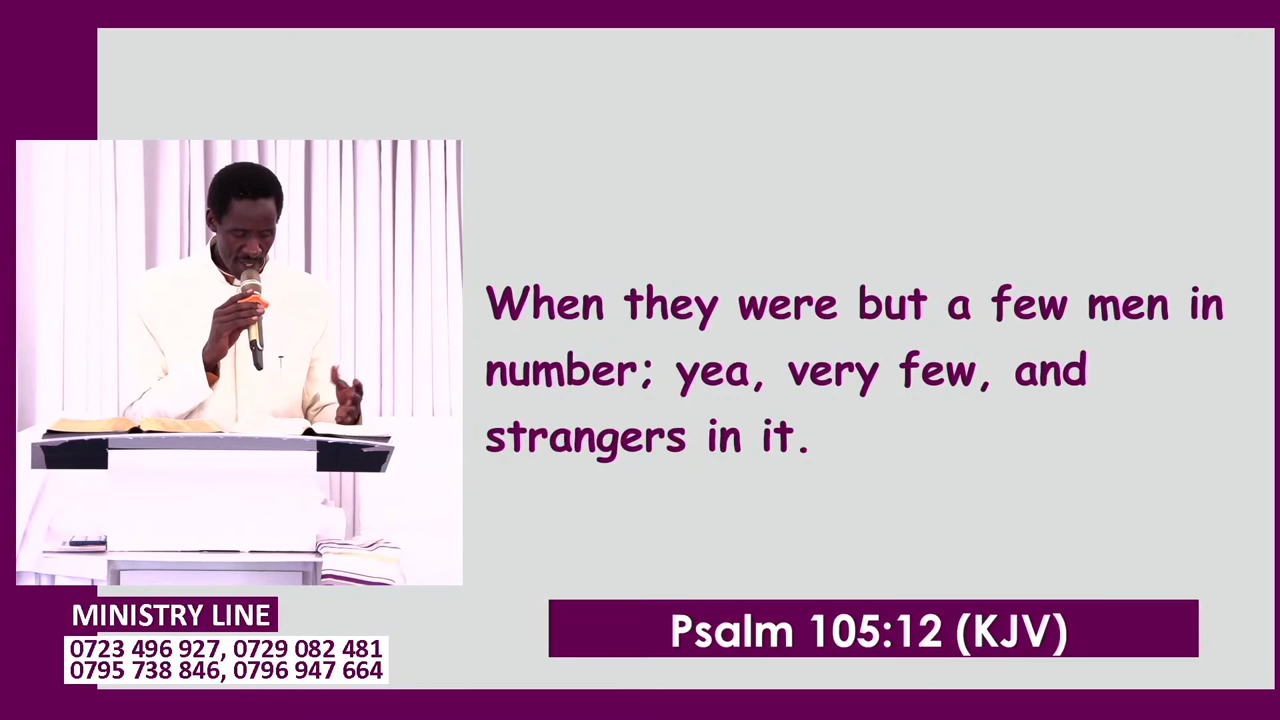 When they were but a few men in
number; yea, very few, and
strangers in it.
MINISTRY LINE
0723 496 927, 0729 082 481
0795 738 846, 0796 947 664
Psalm 105:12 (KJV)